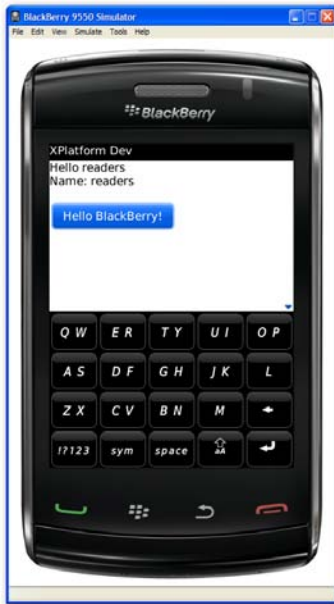 BlackBerry 9550 Simulator
File Edit View Simulate Tools Help
BlackBerry
XPlatform Dev
Hello readers
Name: readers
Hello BlackBerry!
Q W E R T Y U I O P
A S D F G H J K L
Z X C V B N M
!?123 sym space aA